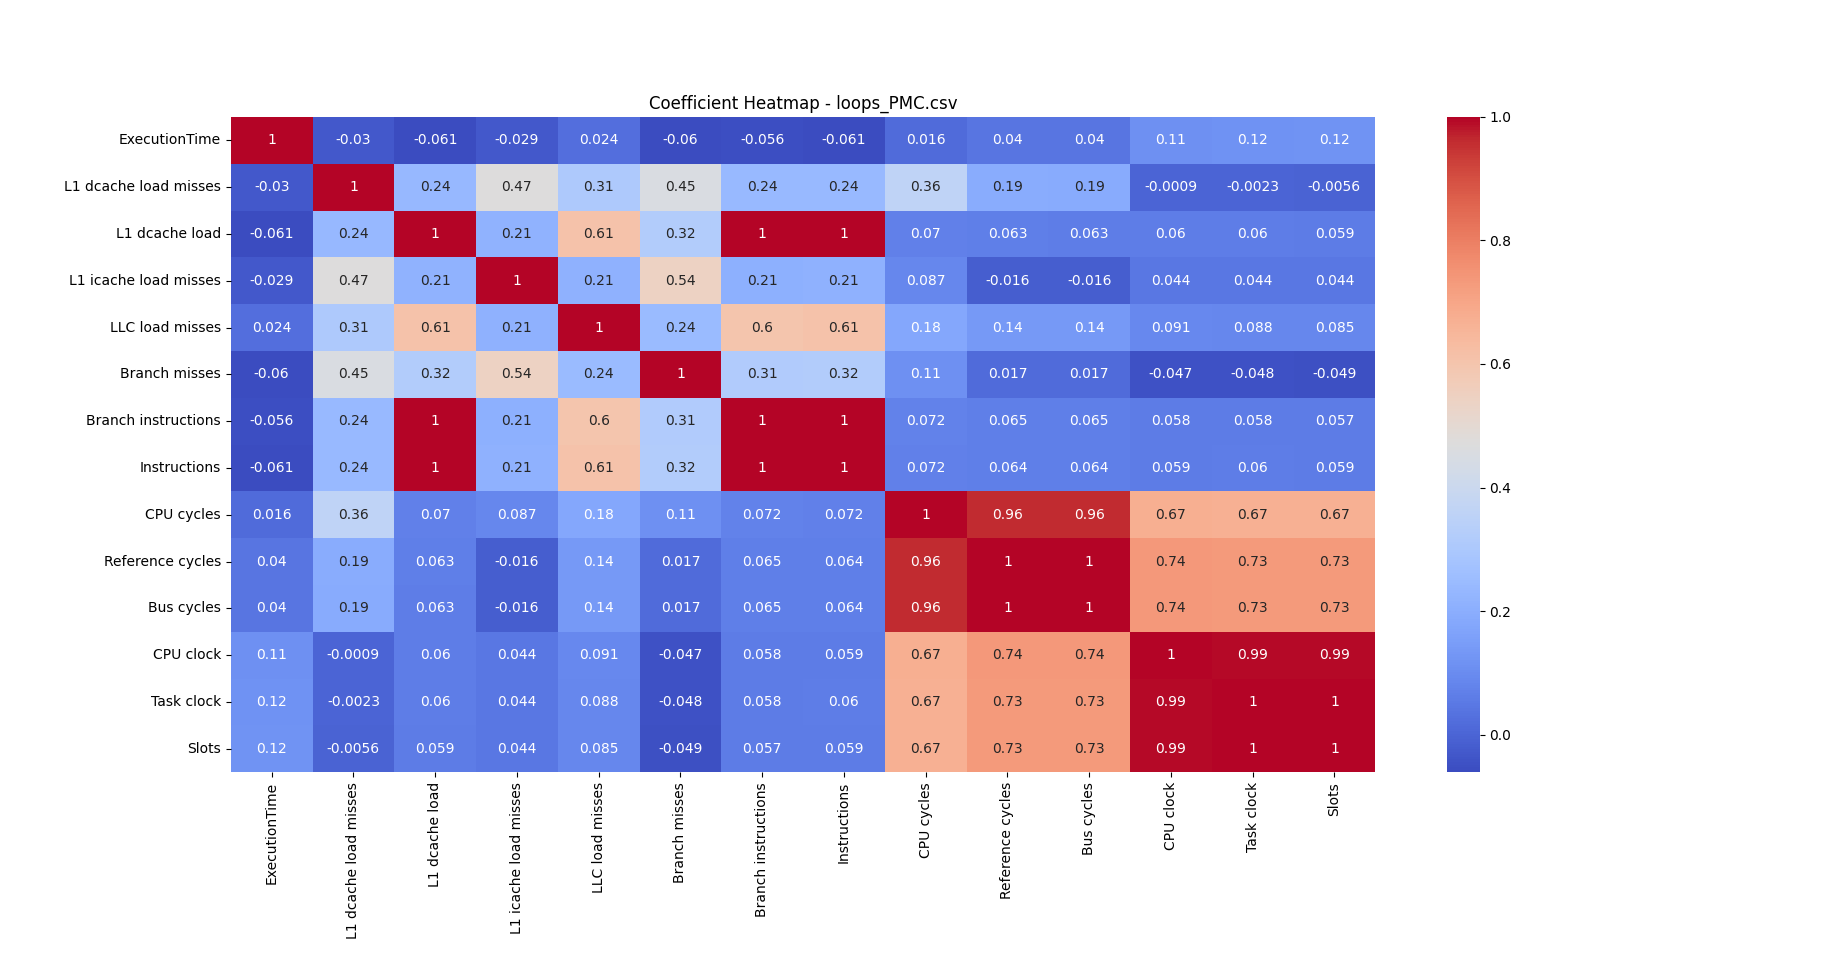 Coefficient Heatmap - loops_PMC.csv
ExecutionTime 1 -0.03 -0.061 -0.029 0.024 -0.06 -0.056 -0.061 0.016 0.04 0.04 0.11 0.12 0.12
L1 dcache load misses -0.03 1 0.24 0.47 0.31 0.45 0.24 0.24 0.36 0.19 0.19 -0.0009 -0.0023 -0.0056
L1 dcache load -0.061 0.24 1 0.21 0.61 0.32 1 1 0.07 0.063 0.063 0.06 0.06 0.059
L1 icache load misses -0.029 0.47 0.21 1 0.21 0.54 0.21 0.21 0.087 -0.016 -0.016 0.044 0.044 0.044
LLC load misses 0.024 0.31 0.61 0.21 1 0.24 0.6 0.61 0.18 0.14 0.14 0.091 0.088 0.085
Branch misses -0.06 0.45 0.32 0.54 0.24 1 0.31 0.32 0.11 0.017 0.017 -0.047 -0.048 -0.049
Branch instructions -0.056 0.24 1 0.21 0.6 0.31 1 1 0.072 0.065 0.065 0.058 0.058 0.057
Instructions -0.061 0.24 1 0.21 0.61 0.32 1 1 0.072 0.064 0.064 0.059 0.06 0.059
CPU cycles 0.016 0.36 0.07 0.087 0.18 0.11 0.072 0.072 1 0.96 0.96 0.67 0.67 0.67
Reference cycles 0.04 0.19 0.063 -0.016 0.14 0.017 0.065 0.064 0.96 1 1 0.74 0.73 0.73
Bus cycles 0.04 0.19 0.063 -0.016 0.14 0.017 0.065 0.064 0.96 1 1 0.74 0.73 0.73
CPU clock 0.11 -0.0009 0.06 0.044 0.091 -0.047 0.058 0.059 0.67 0.74 0.74 1 0.99 0.99
Task clock 0.12 -0.0023 0.06 0.044 0.088 -0.048 0.058 0.06 0.67 0.73 0.73 0.99 1 1
Slots 0.12 -0.0056 0.059 0.044 0.085 -0.049 0.057 0.059 0.67 0.73 0.73 0.99 1 1
ExecutionTime
L1 dcache load misses
L1 dcache load
L1 icache load misses
LLC load misses
Branch misses
Branch instructions
Instructions
CPU cycles
Reference cycles
Bus cycles
CPU clock
Task clock
Slots
1.0
0.8
0.6
0.4
0.2
0.0